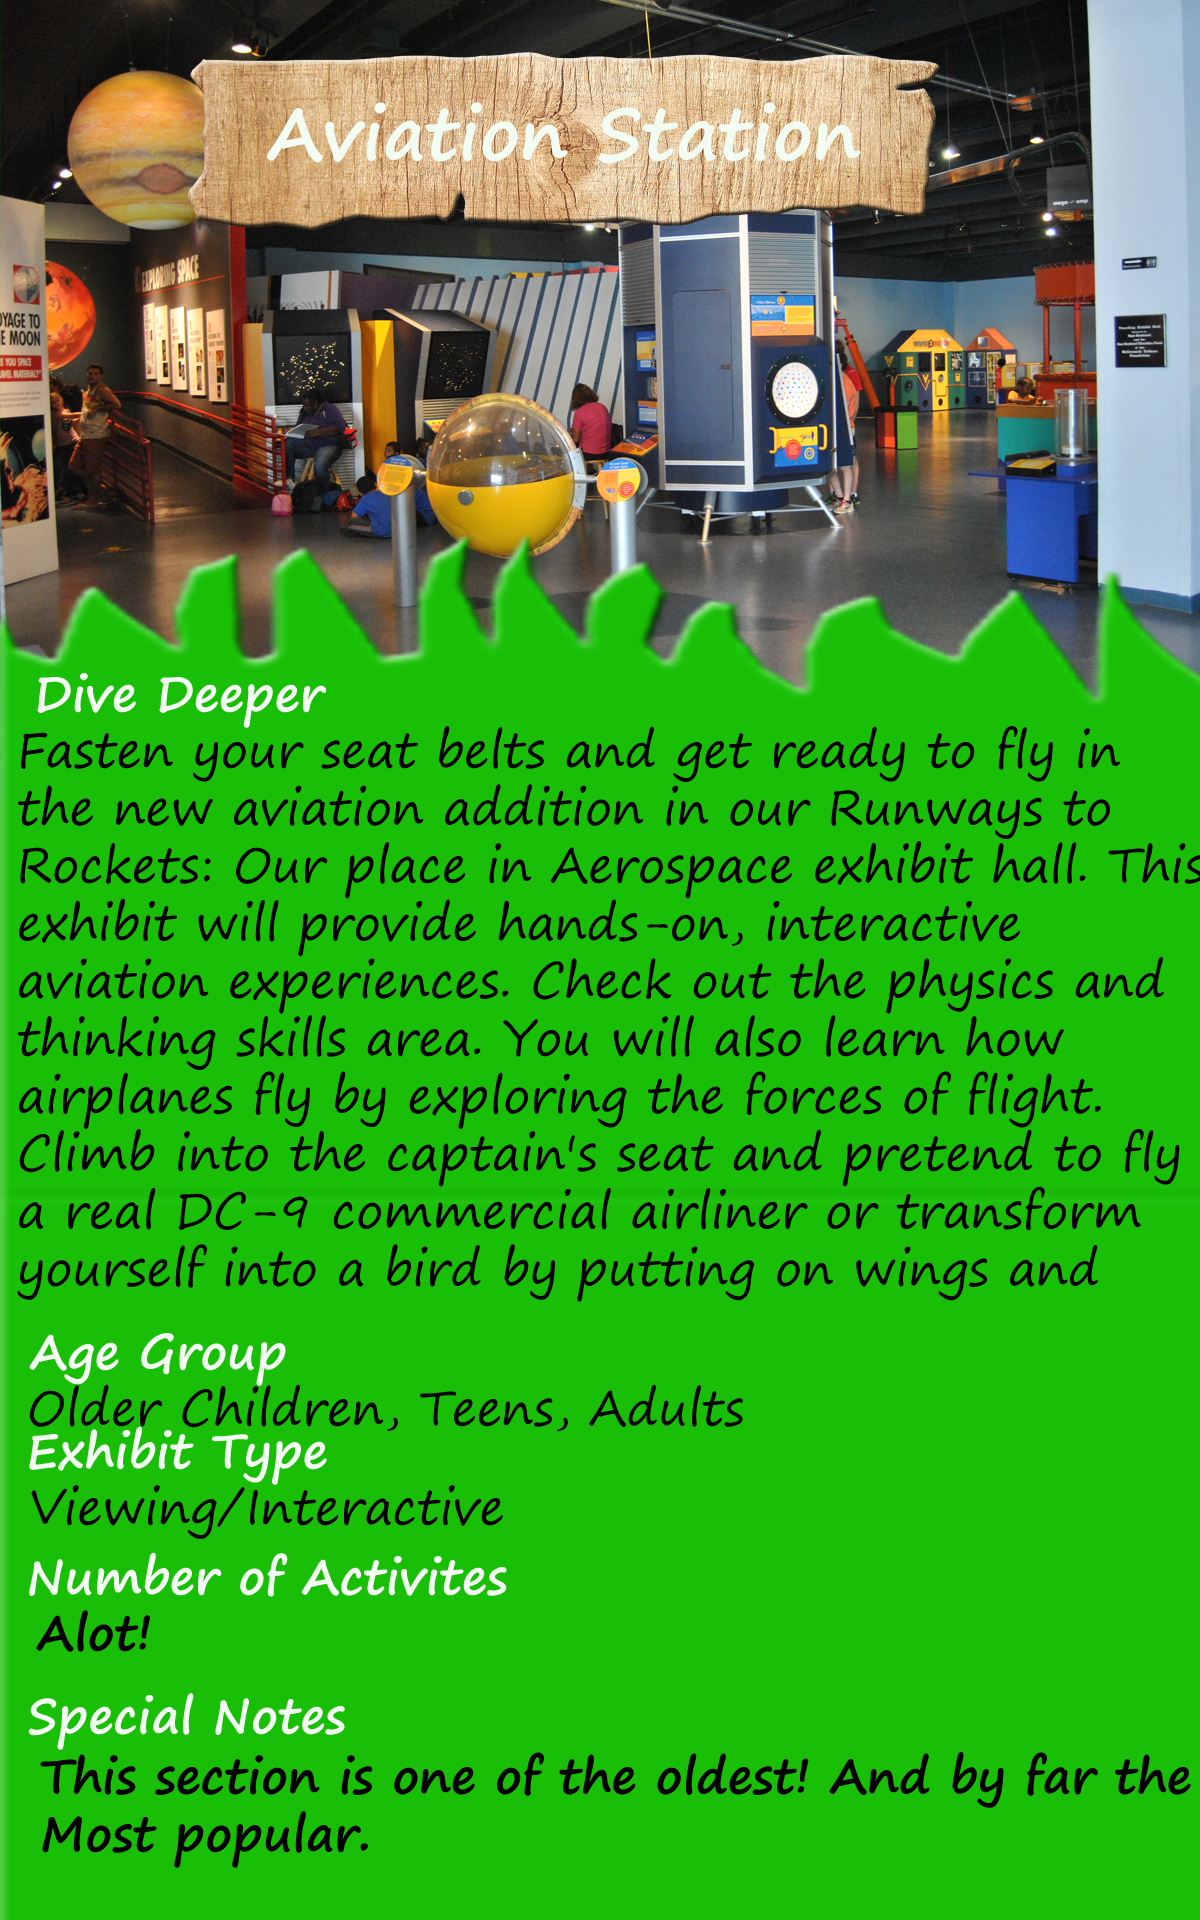 Aviation Station
EXPLORING SPACE
OYAGE TO
E MOON
E YOU SPACE
AVEL MATERIAL?
Dive Deeper
Fasten your seat belts and get ready to fly in
the new aviation addition in our Runways to
Rockets: Our place in Aerospace exhibit hall. This
exhibit will provide hands-on, interactive
aviation experiences. Check out the physics and
thinking skills area. You will also learn how
airplanes fly by exploring the forces of flight.
Climb into the captain's seat and pretend to fly
a real DC-9 commercial airliner or transform
yourself into a bird by putting on wings and
Age Group
Older Children, Teens, Adults
Exhibit Type
Viewing/Interactive
Number of Activites
Alot!
Special Notes
This section is one of the oldest! And by far the
Most popular.